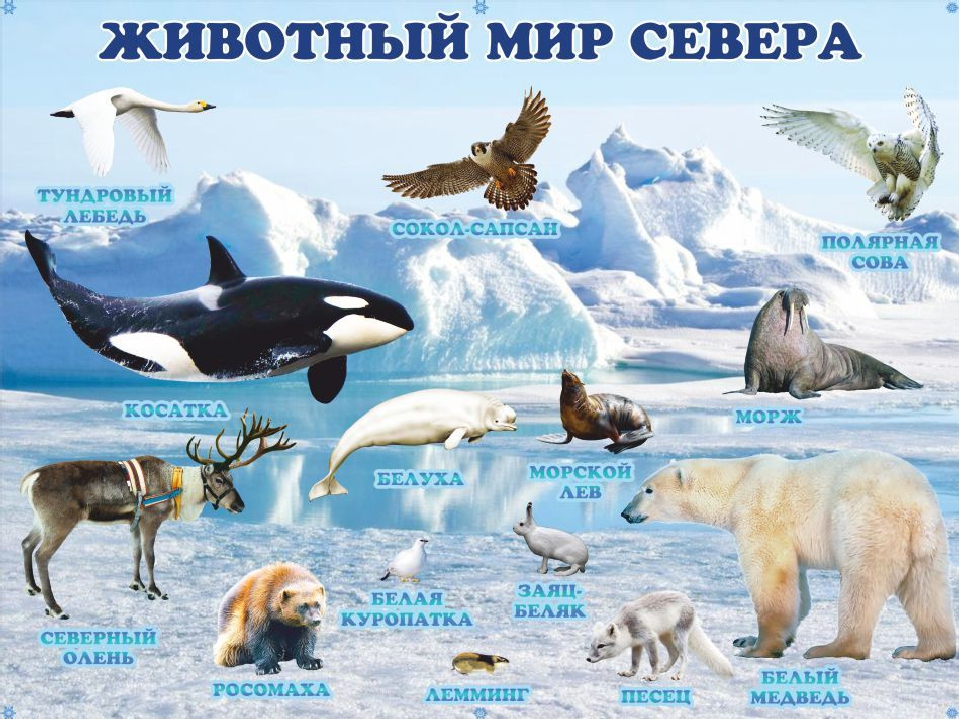 ЖИВОТНЫЙ МИР СЕВЕРА
ТУНДРОВЫЙ
ЛЕБЕДЬ
СОКОЛ-САПСАН
ПОЛЯРНАЯ
СОВА
КОСАТКА
МОРЖ
БЕЛУХА
МОРСКОЙ
ЛЕВ
БЕЛАЯ
КУРОПАТКА
ЗАЯЦ-
БЕЛЯК
СЕВЕРНЫЙ
ОЛЕНЬ
РОСОМАХА
ЛЕММИНГ
ПЕСЕЦ
БЕЛЫЙ
МЕДВЕДЬ